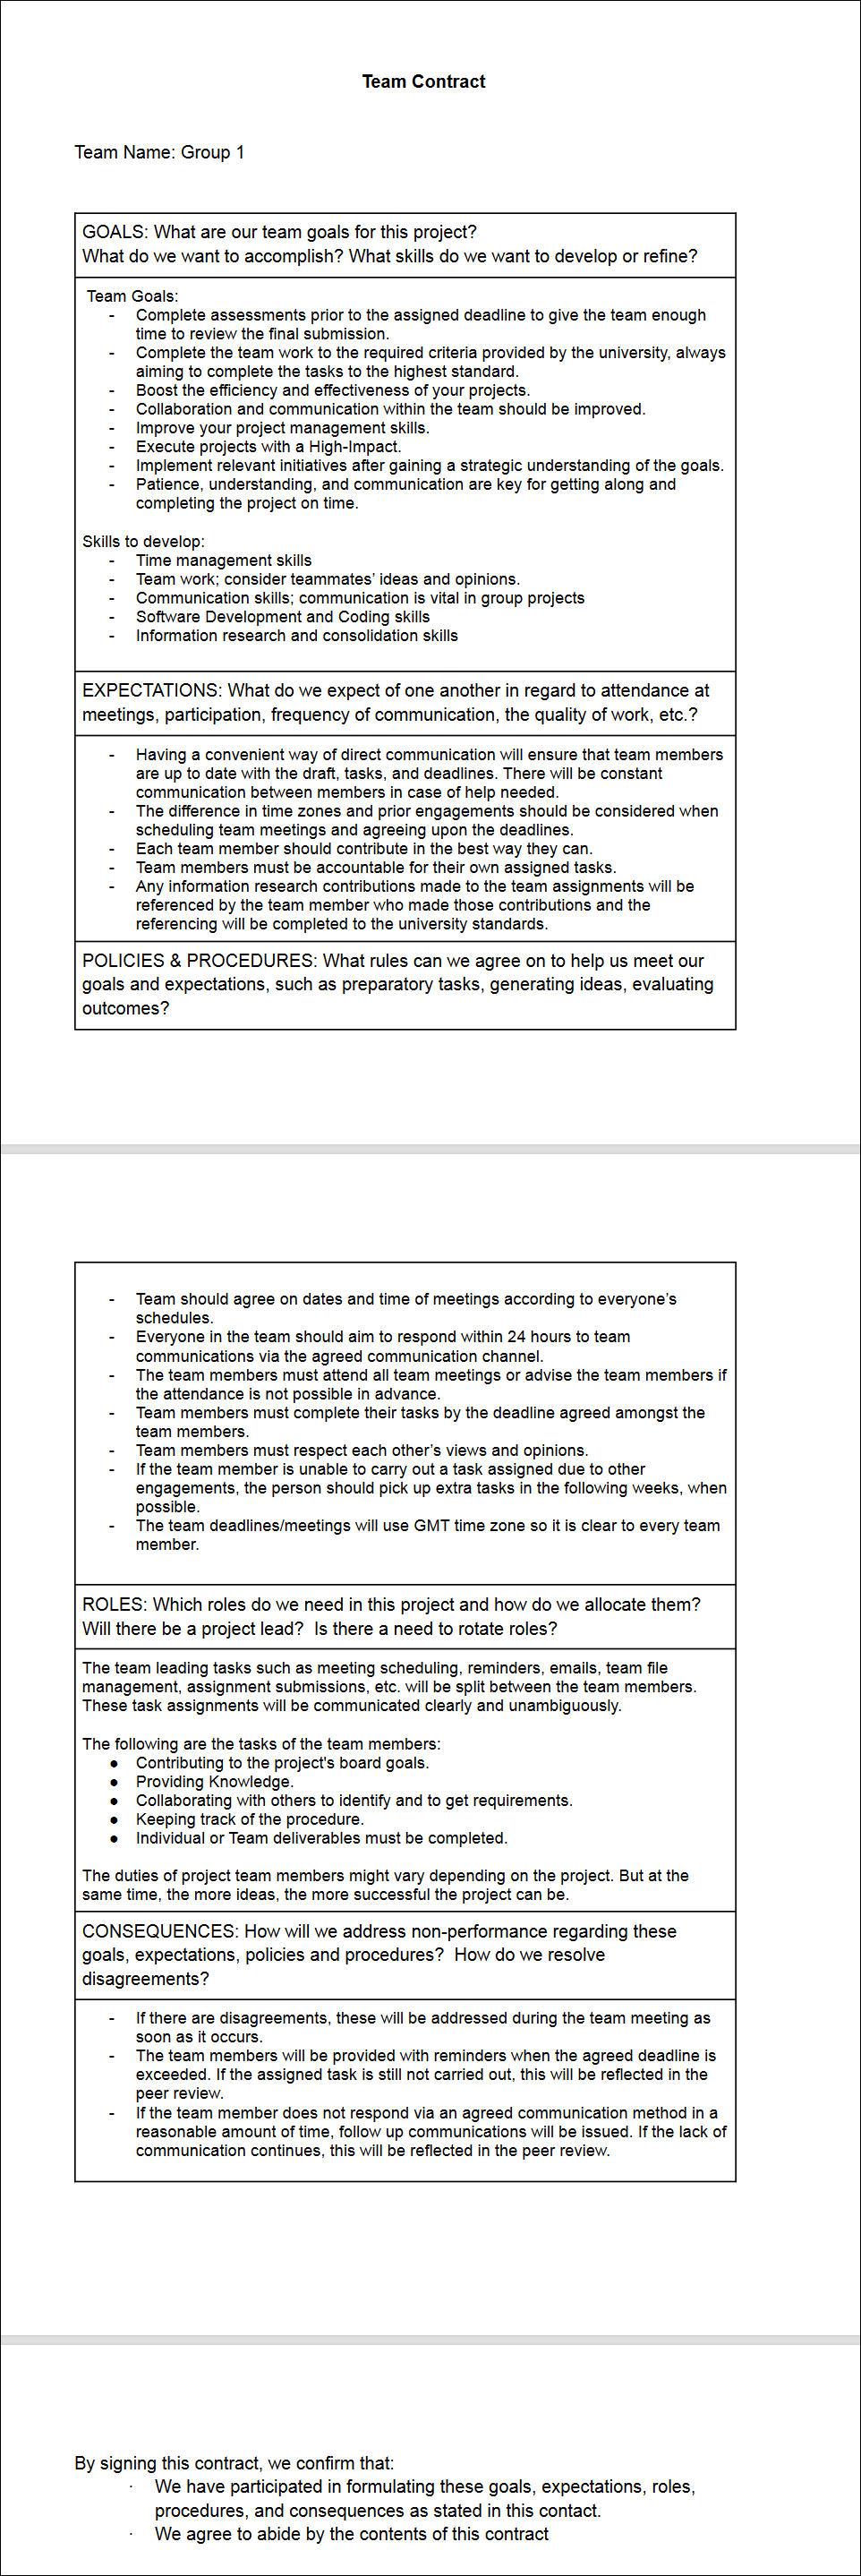 Team Contract
Team Name: Group 1
GOALS: What are our team goals for this project?
What do we want to accomplish? What skills do we want to develop or refine?
Team Goals:
- Complete assessments prior to the assigned deadline to give the team enough
time to review the final submission.
- Complete the team work to the required criteria provided by the university, always
aiming to complete the tasks to the highest standard.
- Boost the efficiency and effectiveness of your projects.
- Collaboration and communication within the team should be improved.
- Improve your project management skills.
- Execute projects with a High-Impact.
- Implement relevant initiatives after gaining a strategic understanding of the goals.
- Patience, understanding, and communication are key for getting along and
completing the project on time.
Skills to develop:
- Time management skills
- Team work; consider teammates’ ideas and opinions.
- Communication skills; communication is vital in group projects
- Software Development and Coding skills
- Information research and consolidation skills
EXPECTATIONS: What do we expect of one another in regard to attendance at
meetings, participation, frequency of communication, the quality of work, etc.?
- Having a convenient way of direct communication will ensure that team members
are up to date with the draft, tasks, and deadlines. There will be constant
communication between members in case of help needed.
- The difference in time zones and prior engagements should be considered when
scheduling team meetings and agreeing upon the deadlines.
- Each team member should contribute in the best way they can.
- Team members must be accountable for their own assigned tasks.
- Any information research contributions made to the team assignments will be
referenced by the team member who made those contributions and the
referencing will be completed to the university standards.
POLICIES & PROCEDURES: What rules can we agree on to help us meet our
goals and expectations, such as preparatory tasks, generating ideas, evaluating
outcomes?
- Team should agree on dates and time of meetings according to everyone’s
schedules.
- Everyone in the team should aim to respond within 24 hours to team
communications via the agreed communication channel.
- The team members must attend all team meetings or advise the team members if
the attendance is not possible in advance.
- Team members must complete their tasks by the deadline agreed amongst the
team members.
- Team members must respect each other’s views and opinions.
- If the team member is unable to carry out a task assigned due to other
engagements, the person should pick up extra tasks in the following weeks, when
possible.
- The team deadlines/meetings will use GMT time zone so it is clear to every team
member.
ROLES: Which roles do we need in this project and how do we allocate them?
Will there be a project lead?  Is there a need to rotate roles?
The team leading tasks such as meeting scheduling, reminders, emails, team file
management, assignment submissions, etc. will be split between the team members.
These task assignments will be communicated clearly and unambiguously.
The following are the tasks of the team members:
● Contributing to the project's board goals.
● Providing Knowledge.
● Collaborating with others to identify and to get requirements.
● Keeping track of the procedure.
● Individual or Team deliverables must be completed.
The duties of project team members might vary depending on the project. But at the
same time, the more ideas, the more successful the project can be.
CONSEQUENCES: How will we address non-performance regarding these
goals, expectations, policies and procedures?  How do we resolve
disagreements?
- If there are disagreements, these will be addressed during the team meeting as
soon as it occurs.
- The team members will be provided with reminders when the agreed deadline is
exceeded. If the assigned task is still not carried out, this will be reflected in the
peer review.
- If the team member does not respond via an agreed communication method in a
reasonable amount of time, follow up communications will be issued. If the lack of
communication continues, this will be reflected in the peer review.
By signing this contract, we confirm that:
· We have participated in formulating these goals, expectations, roles,
procedures, and consequences as stated in this contact.
· We agree to abide by the contents of this contract